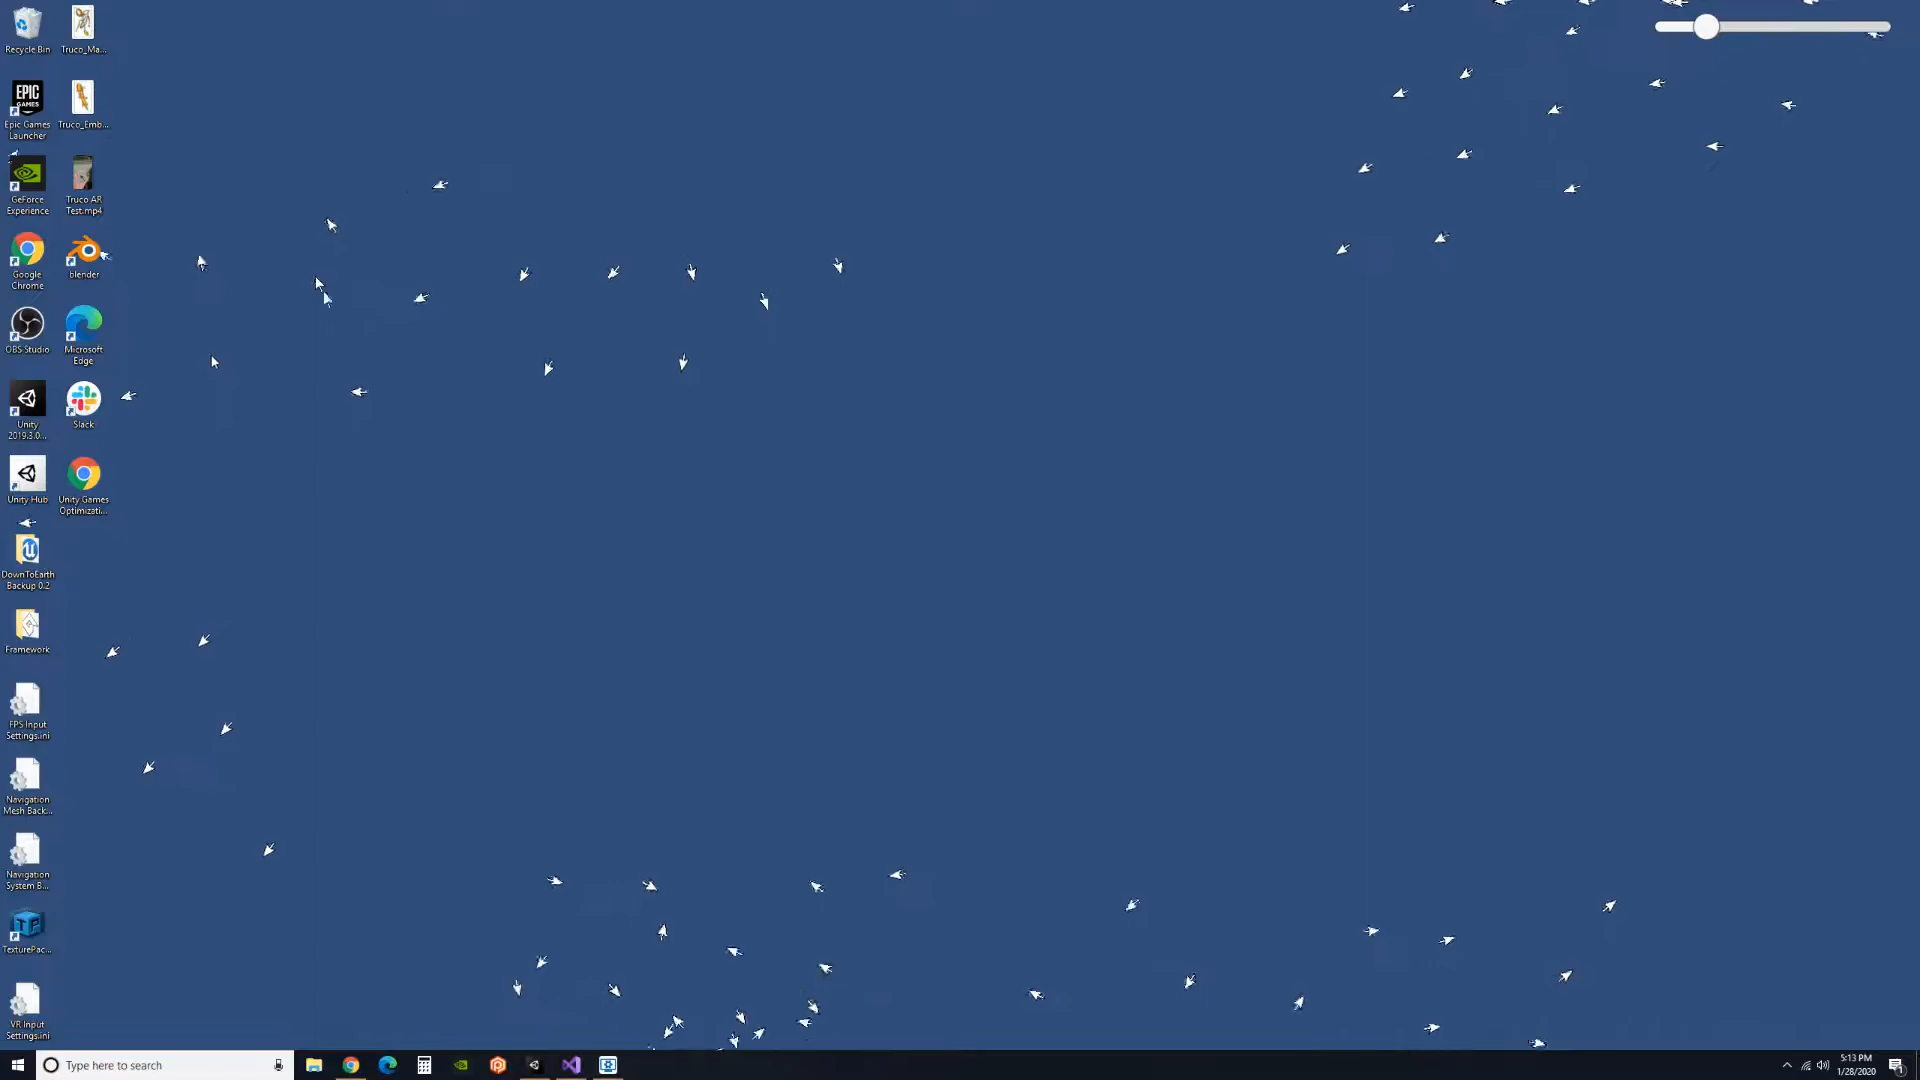 Recycle Bin
Truco_Ma...
EPIC
GAMES
Epic Games
Launcher
Truco_Emb...
GeForce
Experience
Truco AR
Test.mp4
Google
Chrome
blender
OBS Studio
Microsoft
Edge
Unity
2019.3.0...
Slack
Unity Hub
Unity Games
Optimizati...
DownToEarth
Backup 0.2
Framework
FPS Input
Settings.ini
Navigation
Mesh Back...
Navigation
System B...
TP
TexturePac...
VR Input
Settings.ini
Type here to search
5:13 PM
1/28/2020